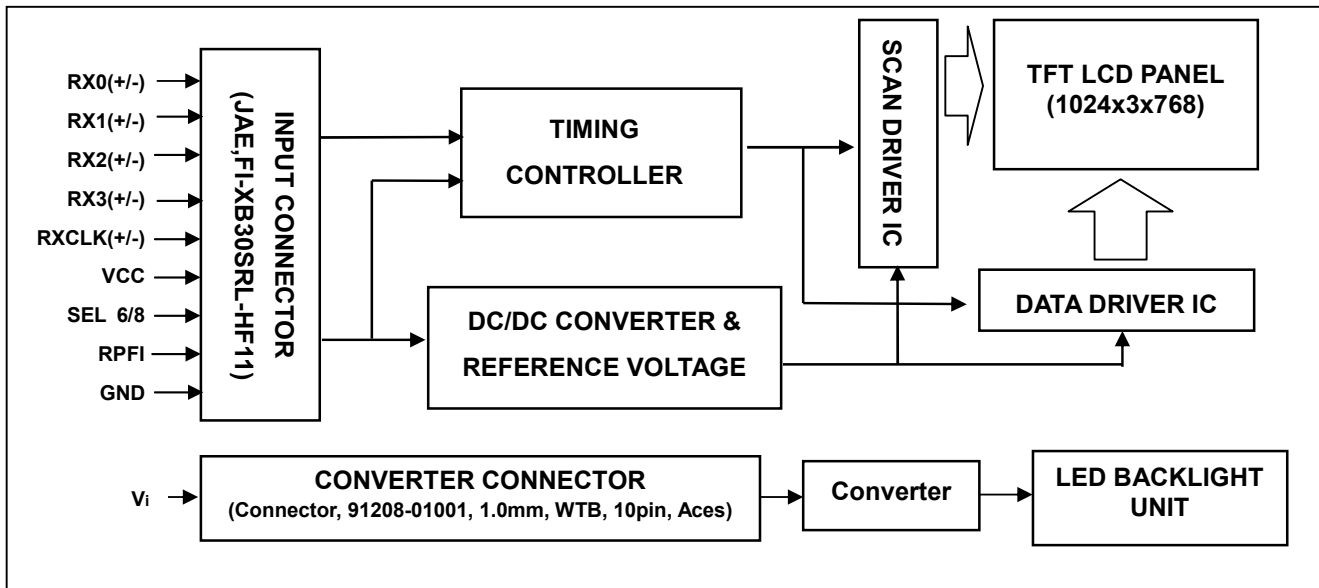 RX0(+/-)
RX1(+/-)
RX2(+/-)
RX3(+/-)
RXCLK(+/-)
VCC
SEL 6/8
RPFI
GND
INPUT CONNECTOR
(JAE,FI-XB30SRL-HF11)
TIMING
CONTROLLER
DC/DC CONVERTER &
REFERENCE VOLTAGE
SCAN DRIVER IC
TFT LCD PANEL
(1024x3x768)
DATA DRIVER IC
Vi
CONVERTER CONNECTOR
(Connector, 91208-01001, 1.0mm, WTB, 10pin, Aces)
Converter
LED BACKLIGHT
UNIT